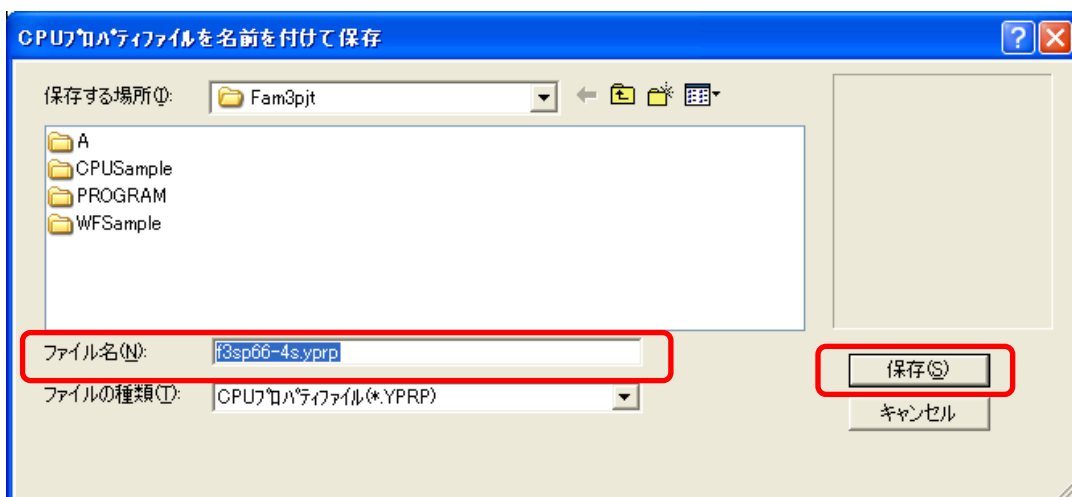 CPUﾌﾟﾛﾊﾟﾃｨﾌｧｲﾙを名前を付けて保存
保存する場所(I):
Fam3pjt
A
CPUSample
PROGRAM
WFSample
ファイル名(N):
f3sp66-4s.yprp
保存(S)
ファイルの種類(T):
CPUﾌﾟﾛﾊﾟﾃｨﾌｧｲﾙ(*.YPRP)
キャンセル